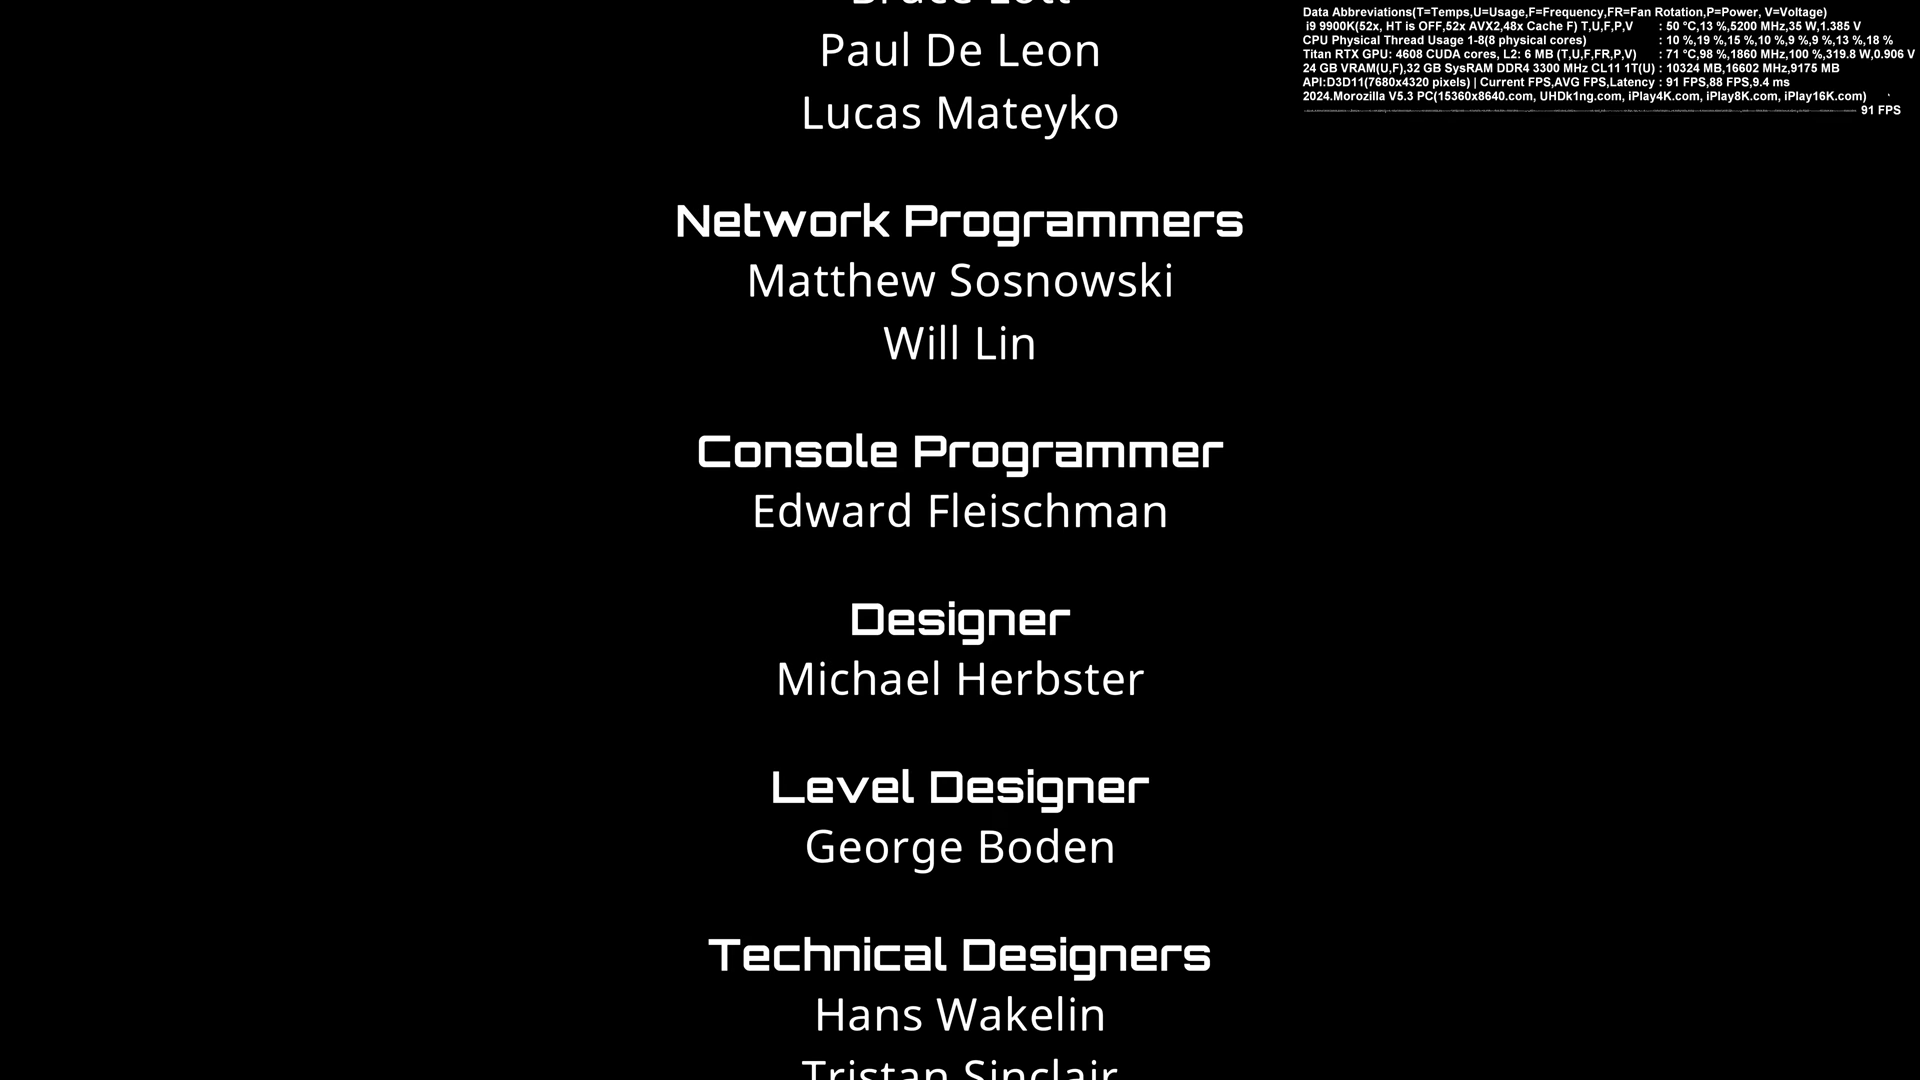 Bruce Lott
Paul De Leon
Lucas Mateyko
Network Programmers
Matthew Sosnowski
Will Lin
Console Programmer
Edward Fleischman
Designer
Michael Herbster
Level Designer
George Boden
Technical Designers
Hans Wakelin
Tristan Sinclair
Data Abbreviations(T=Temps,U=Usage,F=Frequency,FR=Fan Rotation,P=Power, V=Voltage)
i9 9900K(52x, HT is OFF,52x AVX2,48x Cache F) T,U,F,P,V : 50 °C,13 %,5200 MHz,35 W,1.385 V
CPU Physical Thread Usage 1-8(8 physical cores) : 10 %,19 %,15 %,10 %,9 %,9 %,13 %,18 %
Titan RTX GPU: 4608 CUDA cores, L2: 6 MB (T,U,F,FR,P,V) : 71 °C,98 %,1860 MHz,100 %,319.8 W,0.906 V
24 GB VRAM(U,F),32 GB SysRAM DDR4 3300 MHz CL11 1T(U) : 10324 MB,16602 MHz,9175 MB
API:D3D11(7680x4320 pixels) | Current FPS,AVG FPS,Latency : 91 FPS,88 FPS,9.4 ms
2024.Morozilla V5.3 PC(15360x8640.com, UHDk1ng.com, iPlay4K.com, iPlay8K.com, iPlay16K.com)
91 FPS